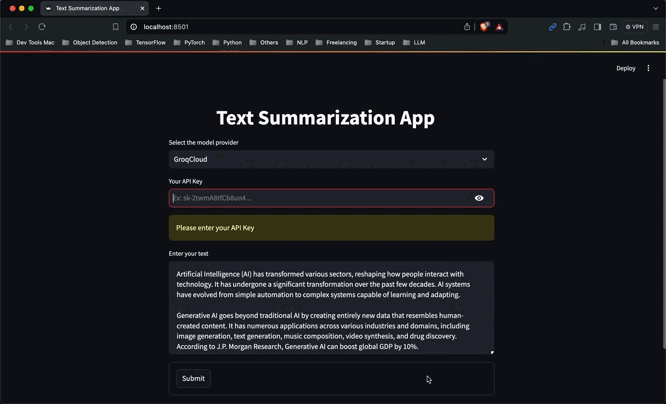 Text Summarization App
localhost:8501
VPN
Dev Tools Mac
Object Detection
TensorFlow
PyTorch
Python
Others
NLP
Freelancing
Startup
LLM
All Bookmarks
Deploy
Text Summarization App
Select the model provider
GroqCloud
Your API Key
Ex: sk-2twmA8tfCb8un4...
Please enter your API Key
Enter your text
Artificial Intelligence (AI) has transformed various sectors, reshaping how people interact with
technology. It has undergone a significant transformation over the past few decades. AI systems
have evolved from simple automation to complex systems capable of learning and adapting.
Generative AI goes beyond traditional AI by creating entirely new data that resembles human-
created content. It has numerous applications across various industries and domains, including
image generation, text generation, music composition, video synthesis, and drug discovery.
According to J.P. Morgan Research, Generative AI can boost global GDP by 10%.
Submit